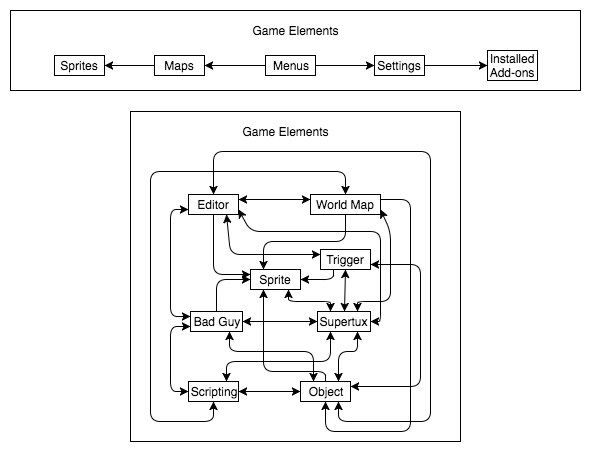 Game Elements
Sprites
Maps
Menus
Settings
Installed
Add-ons
Game Elements
Editor
World Map
Trigger
Sprite
Bad Guy
Supertux
Scripting
Object